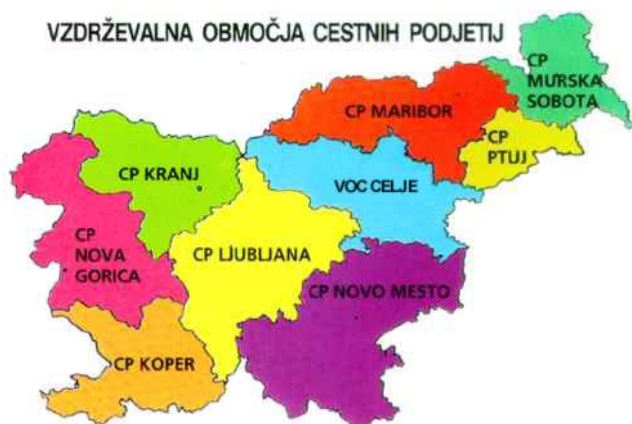 VZDRŽEVALNA OBMOČJA CESTNIH PODJETIJ
CP
MURSKA
SOBOTA
CP MARIBOR
CP
PTUJ
CP KRANJ
VOC CELJE
CP
NOVA
GORICA
CP LJUBLJANA
CP NOVO MESTO
CP KOPER